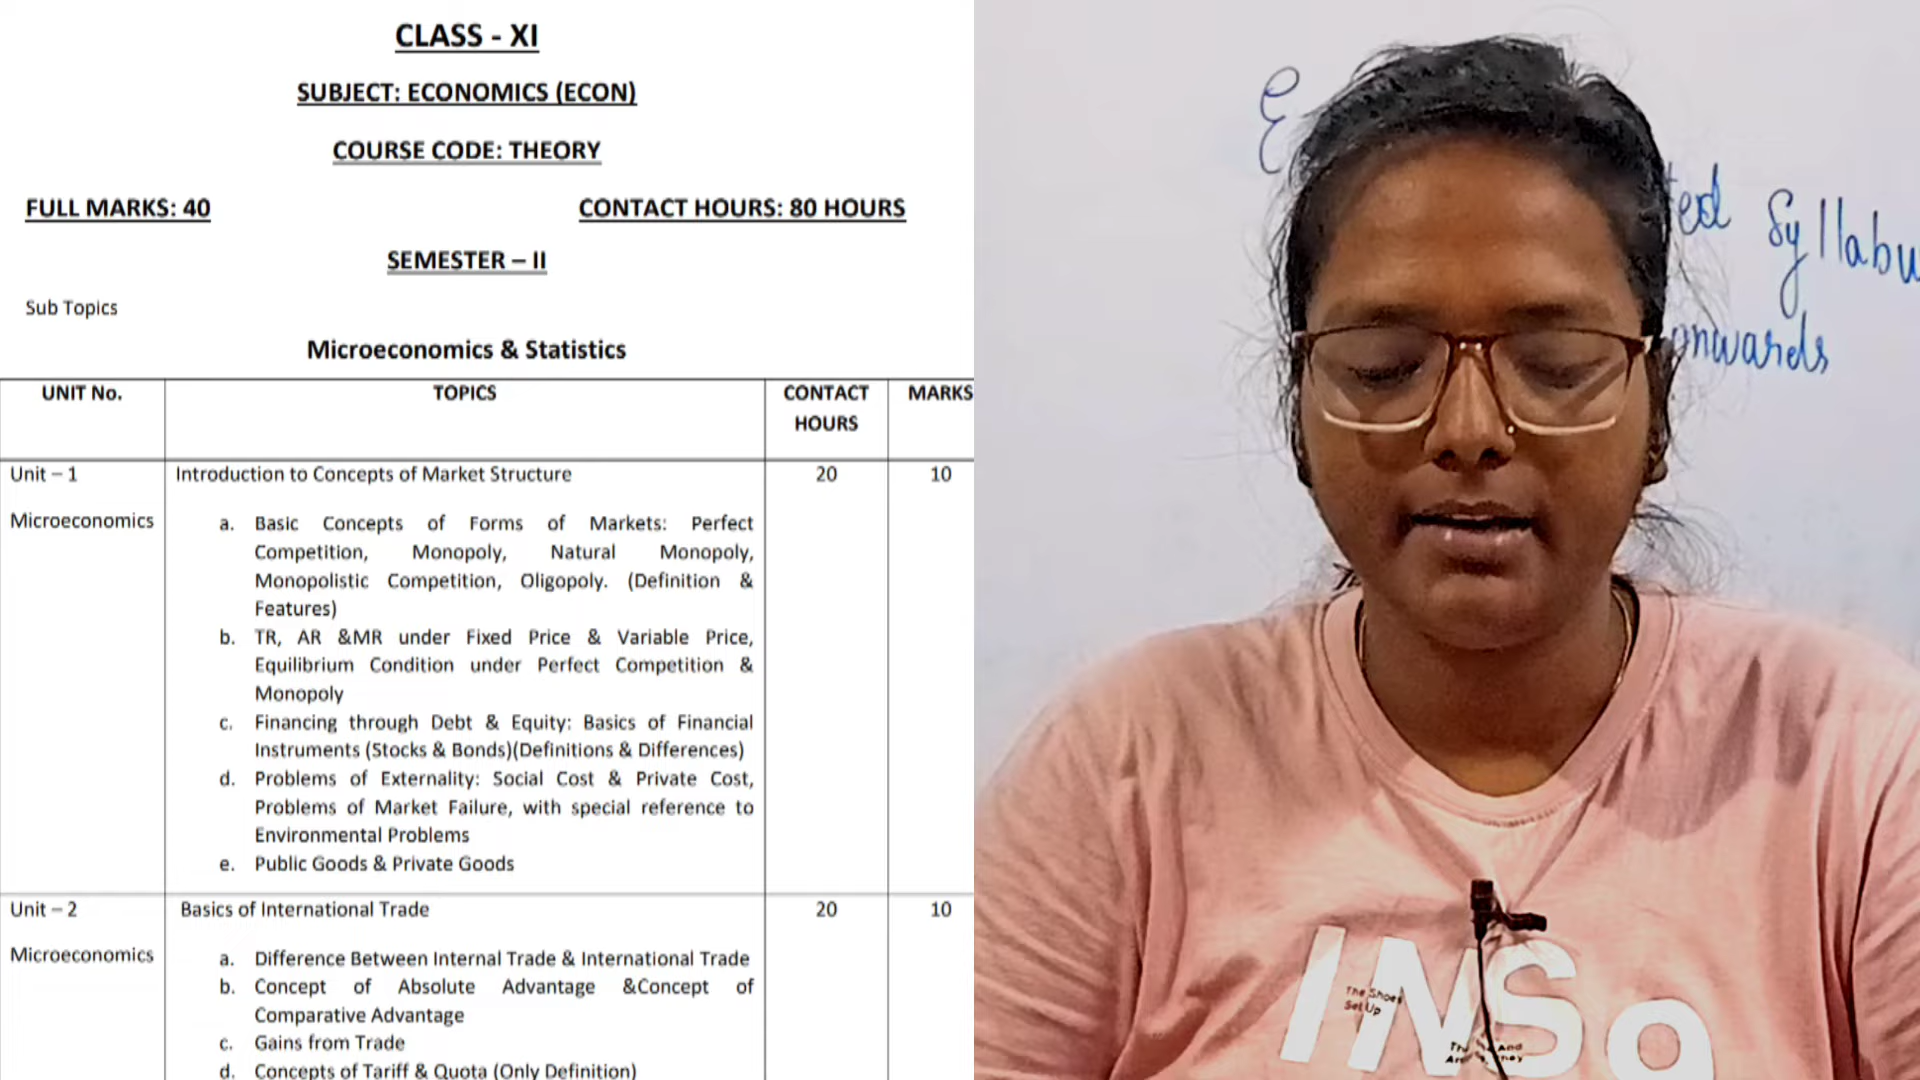 CLASS - XI
SUBJECT: ECONOMICS (ECON)
COURSE CODE: THEORY
FULL MARKS: 40 CONTACT HOURS: 80 HOURS
SEMESTER – II
Sub Topics
Microeconomics & Statistics
UNIT No. TOPICS CONTACT HOURS MARKS
Unit – 1 Introduction to Concepts of Market Structure 20 10
Microeconomics
a. Basic Concepts of Forms of Markets: Perfect
Competition, Monopoly, Natural Monopoly,
Monopolistic Competition, Oligopoly. (Definition &
Features)
b. TR, AR &MR under Fixed Price & Variable Price,
Equilibrium Condition under Perfect Competition &
Monopoly
c. Financing through Debt & Equity: Basics of Financial
Instruments (Stocks & Bonds)(Definitions & Differences)
d. Problems of Externality: Social Cost & Private Cost,
Problems of Market Failure, with special reference to
Environmental Problems
e. Public Goods & Private Goods
Unit – 2 Basics of International Trade 20 10
Microeconomics
a. Difference Between Internal Trade & International Trade
b. Concept of Absolute Advantage &Concept of
Comparative Advantage
c. Gains from Trade
d. Concepts of Tariff & Quota (Only Definition)
E
ted Syllabu
onwards
INSO
The Shoes
Set Up